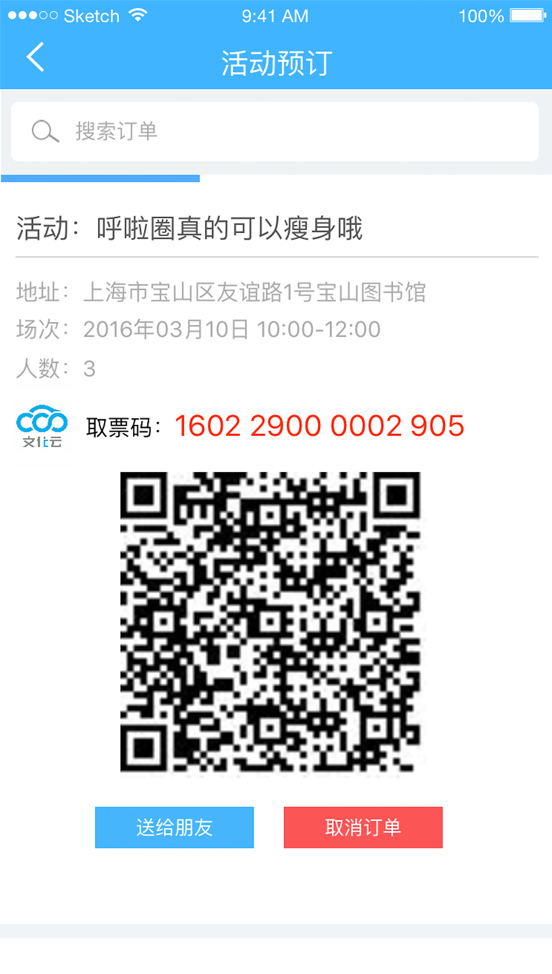 Sketch 9:41 AM 100%
活动预订
搜索订单
活动：呼啦圈真的可以瘦身哦
地址：上海市宝山区友谊路1号宝山图书馆
场次：2016年03月10日 10:00-12:00
人数：3
文化云
取票码：1602 2900 0002 905
送给朋友 取消订单